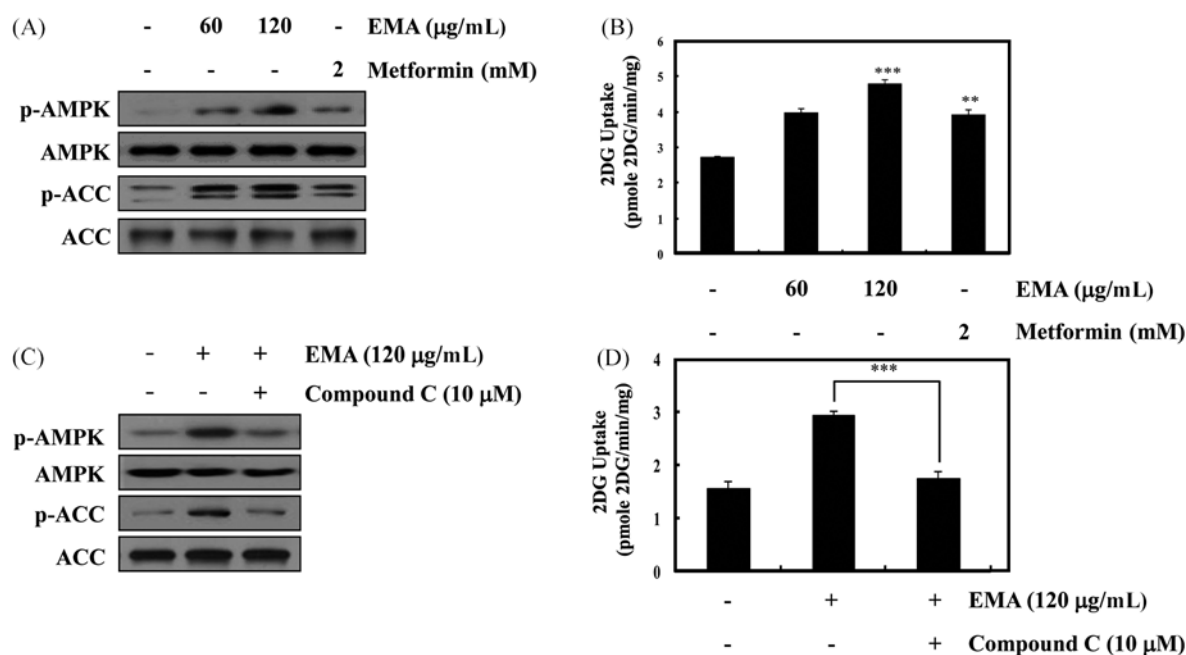 (A)
- 60 120 - EMA (μg/mL)
- - - 2 Metformin (mM)
p-AMPK
AMPK
p-ACC
ACC
(B)
2DG Uptake
(pmole 2DG/min/mg)
6
5
4
3
2
1
0
***
**
- 60 120 - EMA (μg/mL)
- - - 2 Metformin (mM)
(C)
- + + EMA (120 μg/mL)
- - + Compound C (10 μM)
p-AMPK
AMPK
p-ACC
ACC
(D)
2DG Uptake
(pmole 2DG/min/mg)
4
3
2
1
0
***
- + + EMA (120 μg/mL)
- - + Compound C (10 μM)